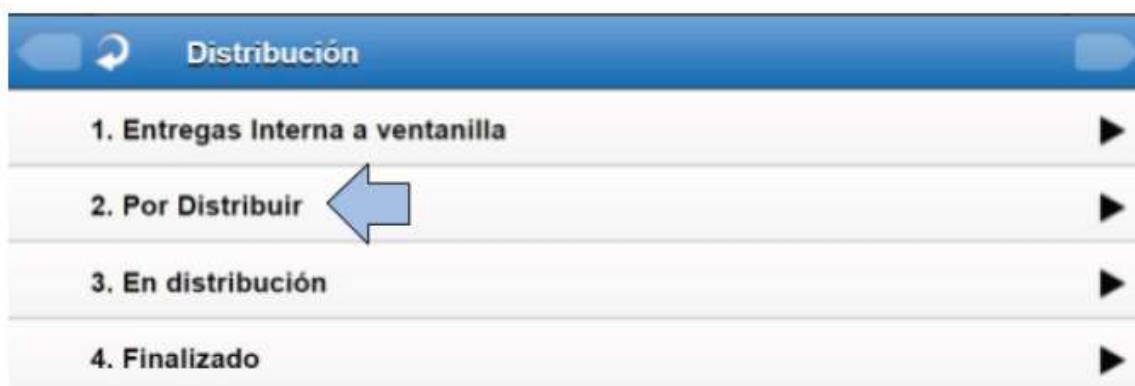 Distribución
1. Entregas Interna a ventanilla
2. Por Distribuir
3. En distribución
4. Finalizado